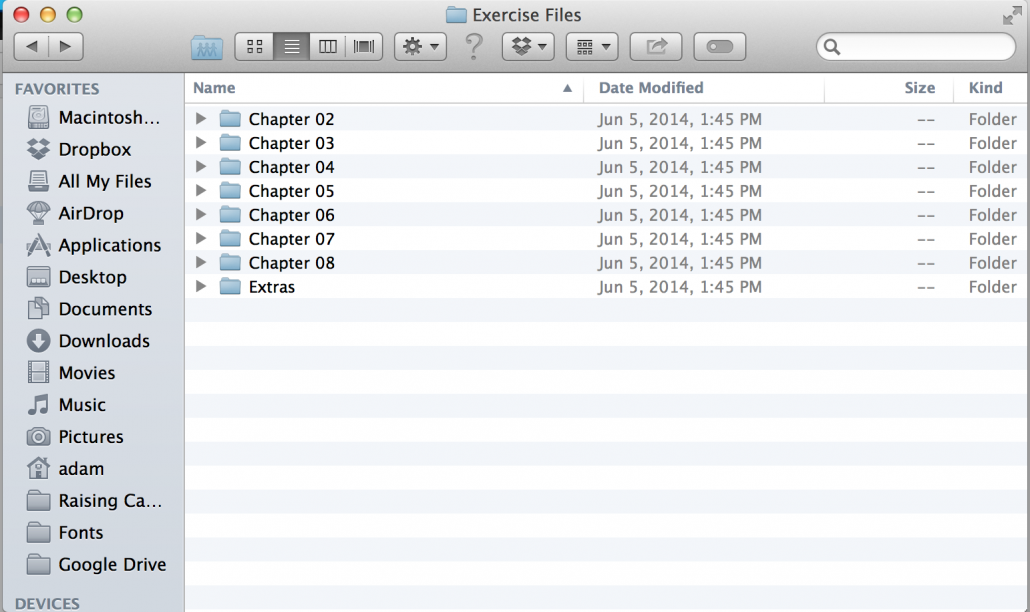 Exercise Files
FAVORITES
Macintosh...
Dropbox
All My Files
AirDrop
Applications
Desktop
Documents
Downloads
Movies
Music
Pictures
adam
Raising Ca...
Fonts
Google Drive
DEVICES
Name Date Modified Size Kind
Chapter 02 Jun 5, 2014, 1:45 PM -- Folder
Chapter 03 Jun 5, 2014, 1:45 PM -- Folder
Chapter 04 Jun 5, 2014, 1:45 PM -- Folder
Chapter 05 Jun 5, 2014, 1:45 PM -- Folder
Chapter 06 Jun 5, 2014, 1:45 PM -- Folder
Chapter 07 Jun 5, 2014, 1:45 PM -- Folder
Chapter 08 Jun 5, 2014, 1:45 PM -- Folder
Extras Jun 5, 2014, 1:45 PM -- Folder